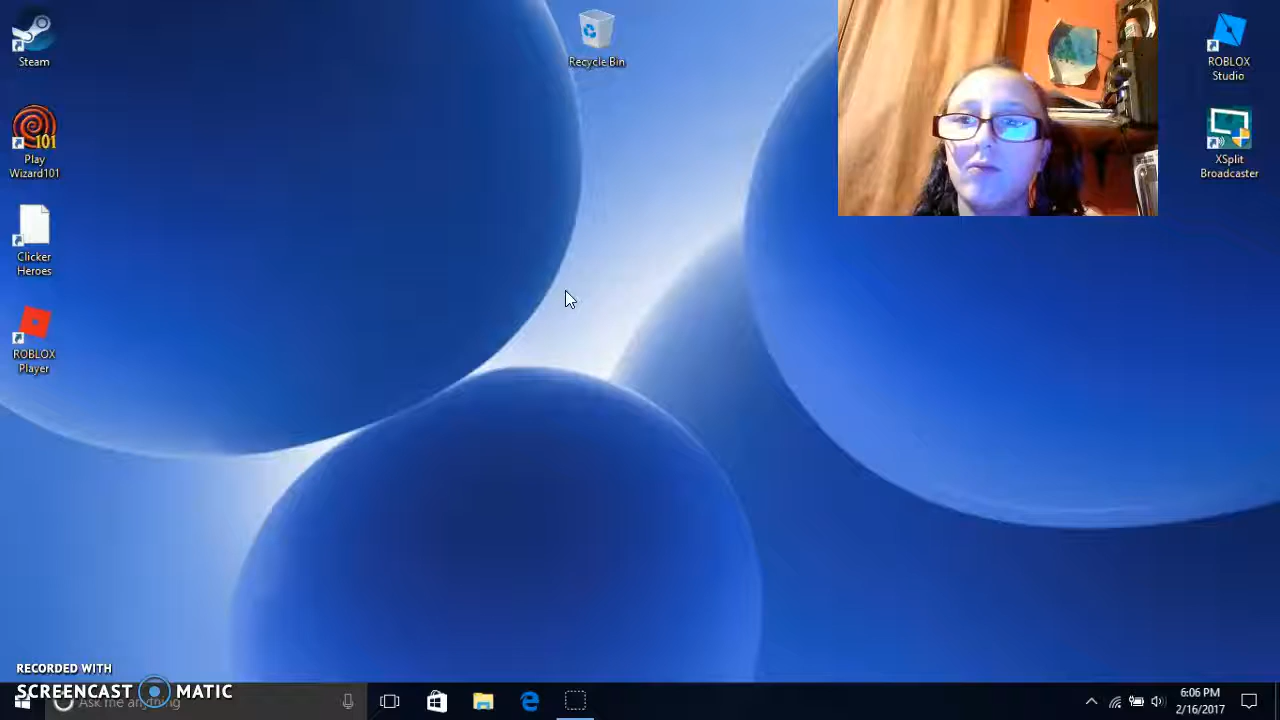 Steam
Recycle Bin
ROBLOX
Studio
101
Play
Wizard101
XSplit
Broadcaster
Clicker
Heroes
ROBLOX
Player
RECORDED WITH
SCREENCAST MATIC
Ask me anything
6:06 PM
2/16/2017